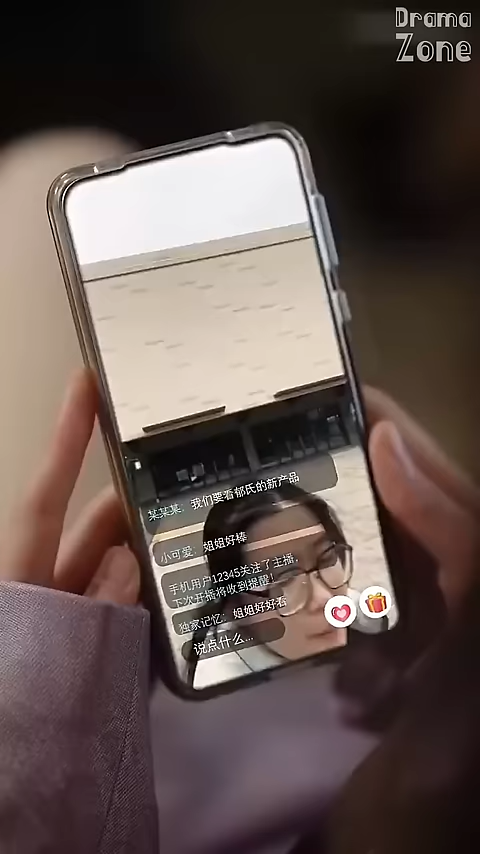 Drama
Zone
某某某：我们要看郁氏的新产品
小可爱：姐姐好棒
手机用户12345关注了主播，
下次开播将收到提醒！
独家记忆：姐姐好好看
说点什么...